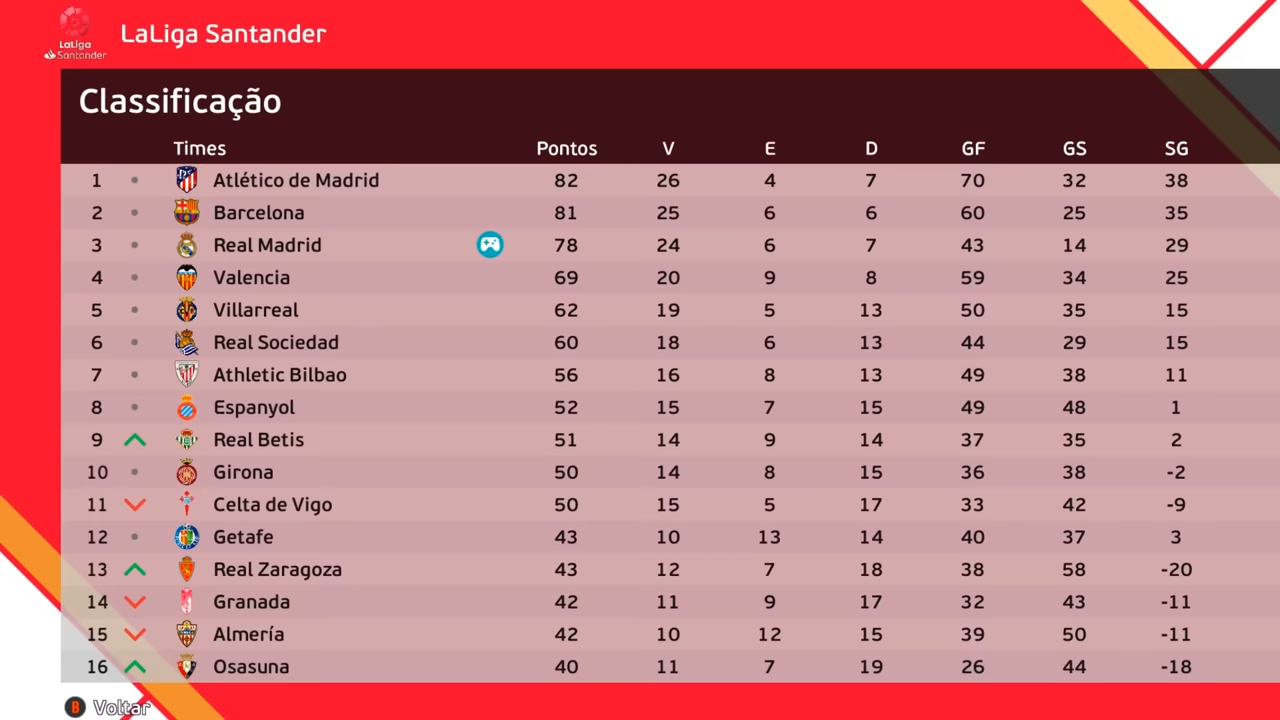 LaLiga Santander
LaLiga
Santander
Classificação
Times Pontos V E D GF GS SG
1 Atlético de Madrid 82 26 4 7 70 32 38
2 Barcelona 81 25 6 6 60 25 35
3 Real Madrid 78 24 6 7 43 14 29
4 Valencia 69 20 9 8 59 34 25
5 Villarreal 62 19 5 13 50 35 15
6 Real Sociedad 60 18 6 13 44 29 15
7 Athletic Bilbao 56 16 8 13 49 38 11
8 Espanyol 52 15 7 15 49 48 1
9 Real Betis 51 14 9 14 37 35 2
10 Girona 50 14 8 15 36 38 -2
11 Celta de Vigo 50 15 5 17 33 42 -9
12 Getafe 43 10 13 14 40 37 3
13 Real Zaragoza 43 12 7 18 38 58 -20
14 Granada 42 11 9 17 32 43 -11
15 Almería 42 10 12 15 39 50 -11
16 Osasuna 40 11 7 19 26 44 -18
B Voltar